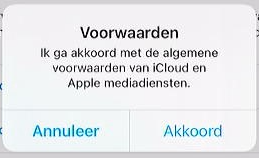 Voorwaarden
Ik ga akkoord met de algemene
voorwaarden van iCloud en
Apple mediadiensten.
Annuleer
Akkoord